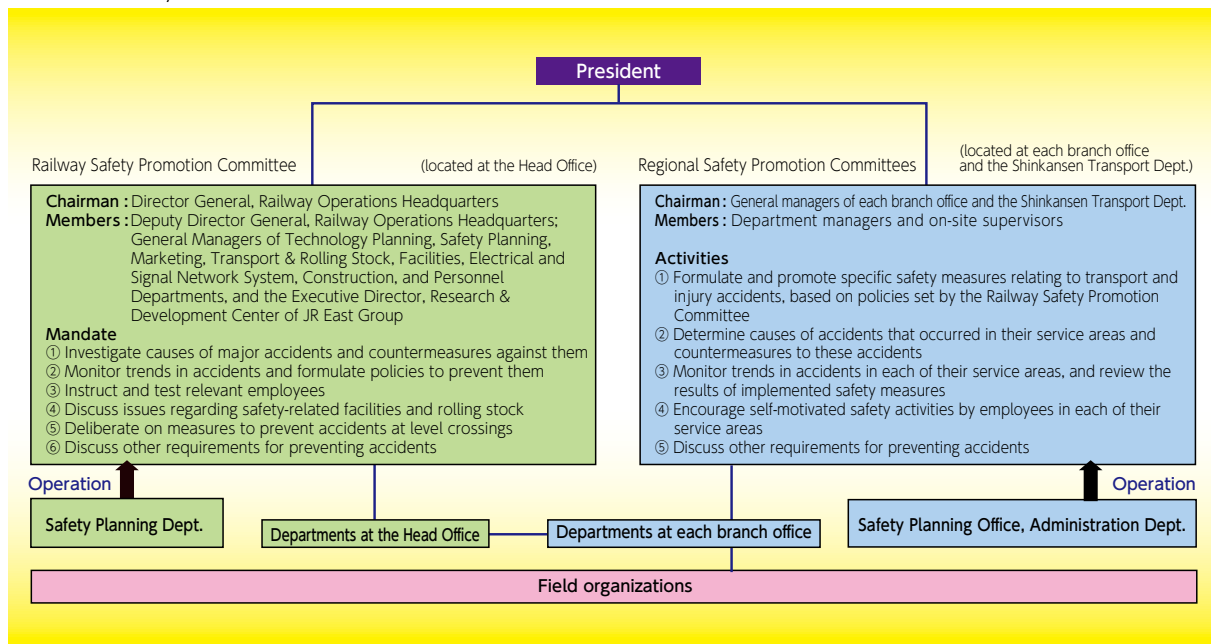 President
Railway Safety Promotion Committee
(located at the Head Office)
Chairman : Director General, Railway Operations Headquarters
Members : Deputy Director General, Railway Operations Headquarters;
General Managers of Technology Planning, Safety Planning,
Marketing, Transport & Rolling Stock, Facilities, Electrical and
Signal Network System, Construction, and Personnel
Departments, and the Executive Director, Research &
Development Center of JR East Group
Mandate
① Investigate causes of major accidents and countermeasures against them
② Monitor trends in accidents and formulate policies to prevent them
③ Instruct and test relevant employees
④ Discuss issues regarding safety-related facilities and rolling stock
⑤ Deliberate on measures to prevent accidents at level crossings
⑥ Discuss other requirements for preventing accidents
Operation
Safety Planning Dept.
Departments at the Head Office
Regional Safety Promotion Committees
(located at each branch office
and the Shinkansen Transport Dept.)
Chairman : General managers of each branch office and the Shinkansen Transport Dept.
Members : Department managers and on-site supervisors
Activities
① Formulate and promote specific safety measures relating to transport and
injury accidents, based on policies set by the Railway Safety Promotion
Committee
② Determine causes of accidents that occurred in their service areas and
countermeasures to these accidents
③ Monitor trends in accidents in each of their service areas, and review the
results of implemented safety measures
④ Encourage self-motivated safety activities by employees in each of their
service areas
⑤ Discuss other requirements for preventing accidents
Operation
Departments at each branch office
Safety Planning Office, Administration Dept.
Field organizations